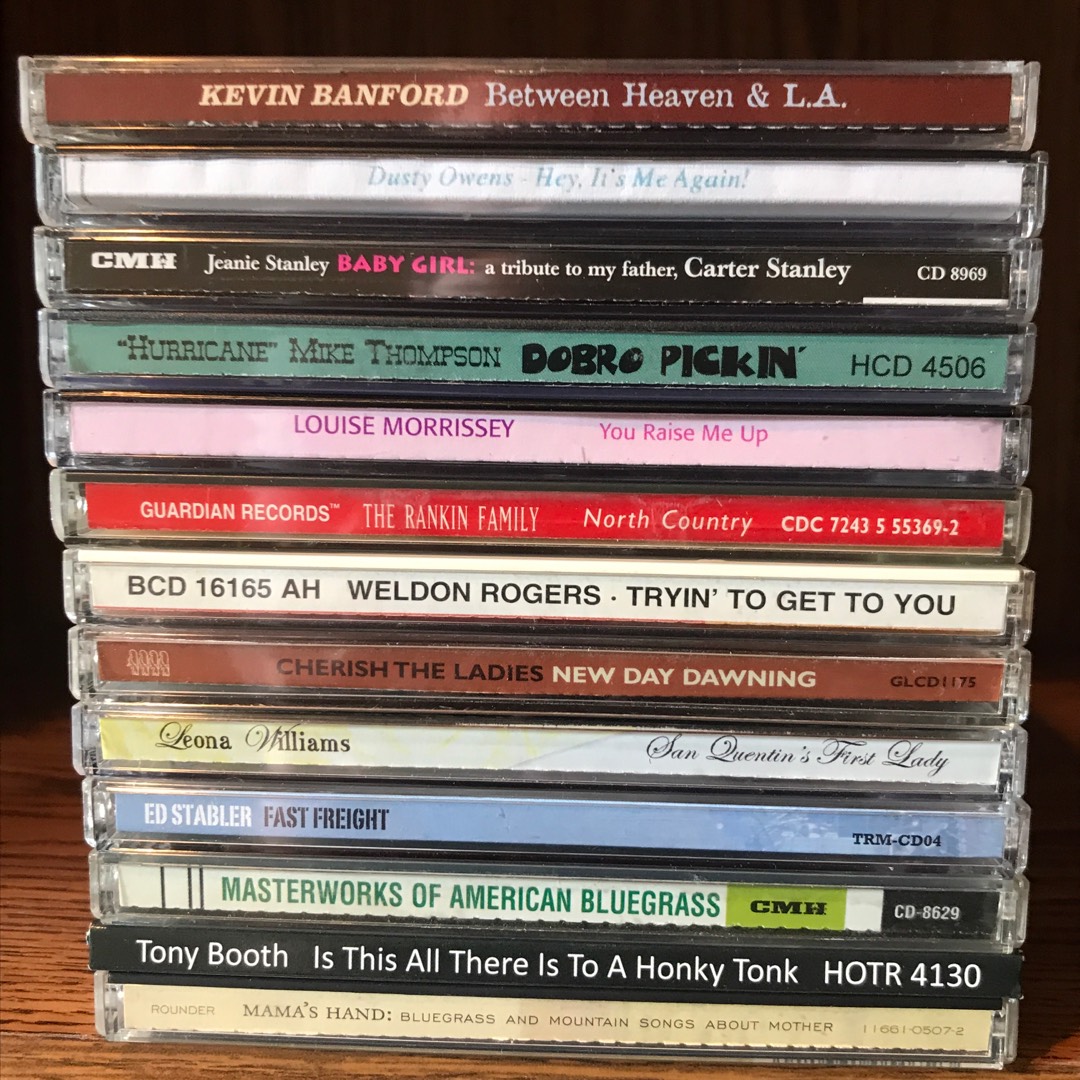 KEVIN BANFORD Between Heaven & L.A.
Dusty Owens - Hey, It's Me Again!
CMH Jeanie Stanley BABY GIRL: a tribute to my father, Carter Stanley CD 8969
"HURRICANE" MIKE THOMPSON DOBRO PICKIN' HCD 4506
LOUISE MORRISSEY You Raise Me Up
GUARDIAN RECORDS™ THE RANKIN FAMILY North Country CDC 7243 5 55369-2
BCD 16165 AH WELDON ROGERS · TRYIN' TO GET TO YOU
CHERISH THE LADIES NEW DAY DAWNING GLCD1175
Leona Williams San Quentin's First Lady
ED STABLER FAST FREIGHT TRM-CD04
MASTERWORKS OF AMERICAN BLUEGRASS CMH CD-8629
Tony Booth Is This All There Is To A Honky Tonk HOTR 4130
ROUNDER MAMA'S HAND: BLUEGRASS AND MOUNTAIN SONGS ABOUT MOTHER 11661-0507-2